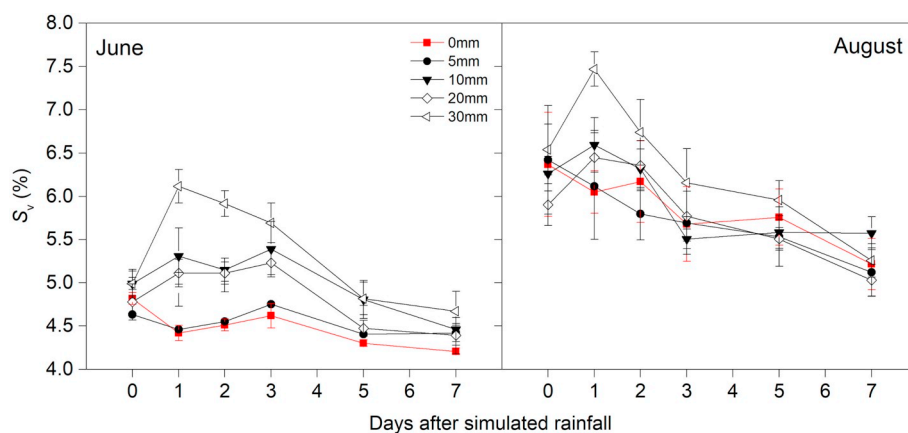 June
August
0mm
5mm
10mm
20mm
30mm
8.0
7.5
7.0
6.5
6.0
5.5
5.0
4.5
4.0
Sv (%)
0 1 2 3 4 5 6 7 0 1 2 3 4 5 6 7
Days after simulated rainfall